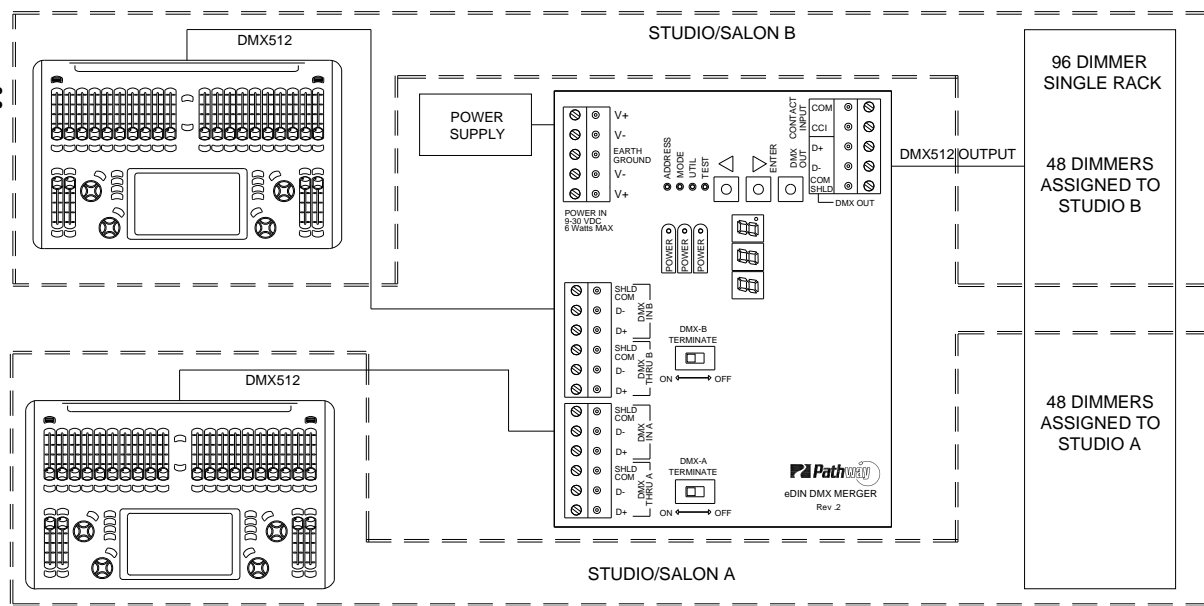 STUDIO/SALON B
DMX512
96 DIMMER
SINGLE RACK
48 DIMMERS
ASSIGNED TO
STUDIO B
POWER
SUPPLY
V+
V-
EARTH
GROUND
V-
V+
POWER IN
9-30 VDC
6 Watts MAX
ADDRESS
MODE
UTIL
TEST
ENTER
CONTACT
INPUT
COM
CCI
DMX
OUT
D+
D-
COM
SHLD
DMX OUT
DMX512 OUTPUT
POWER
POWER
POWER
SHLD
COM
D-
D+
DMX
IN B
SHLD
COM
D-
D+
DMX
THRU B
DMX-B
TERMINATE
ON OFF
DMX512
SHLD
COM
D-
D+
DMX
IN A
SHLD
COM
D-
D+
DMX
THRU A
DMX-A
TERMINATE
ON OFF
Pathway
eDIN DMX MERGER
Rev .2
48 DIMMERS
ASSIGNED TO
STUDIO A
STUDIO/SALON A